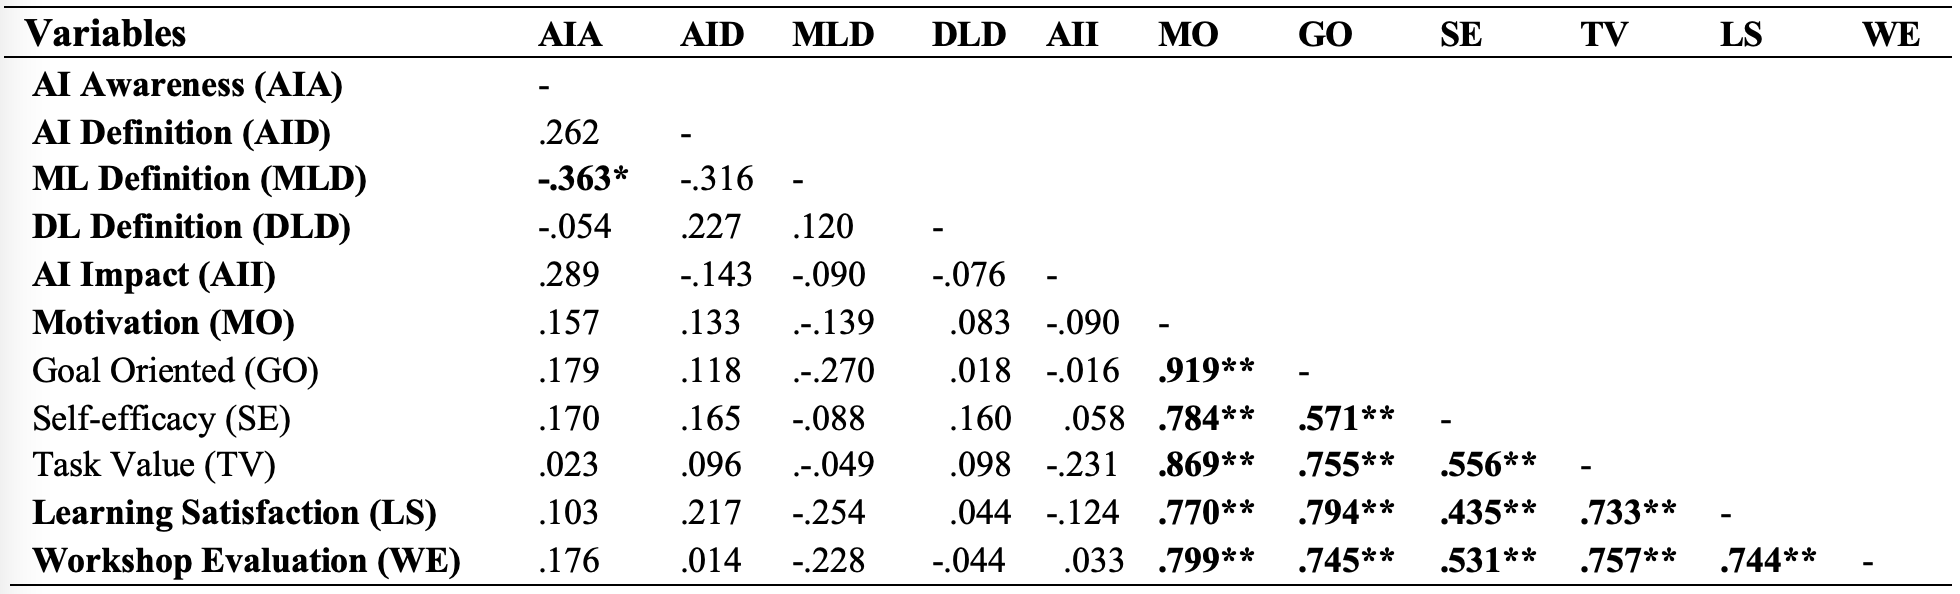 Variables AIA AID MLD DLD AII MO GO SE TV LS WE
AI Awareness (AIA) -
AI Definition (AID) .262 -
ML Definition (MLD) -.363* -.316 -
DL Definition (DLD) -.054 .227 .120 -
AI Impact (AII) .289 -.143 -.090 -.076 -
Motivation (MO) .157 .133 .-.139 .083 -.090 -
Goal Oriented (GO) .179 .118 .-.270 .018 -.016 .919** -
Self-efficacy (SE) .170 .165 -.088 .160 .058 .784** .571** -
Task Value (TV) .023 .096 .-.049 .098 -.231 .869** .755** .556** -
Learning Satisfaction (LS) .103 .217 -.254 .044 -.124 .770** .794** .435** .733** -
Workshop Evaluation (WE) .176 .014 -.228 -.044 .033 .799** .745** .531** .757** .744** -